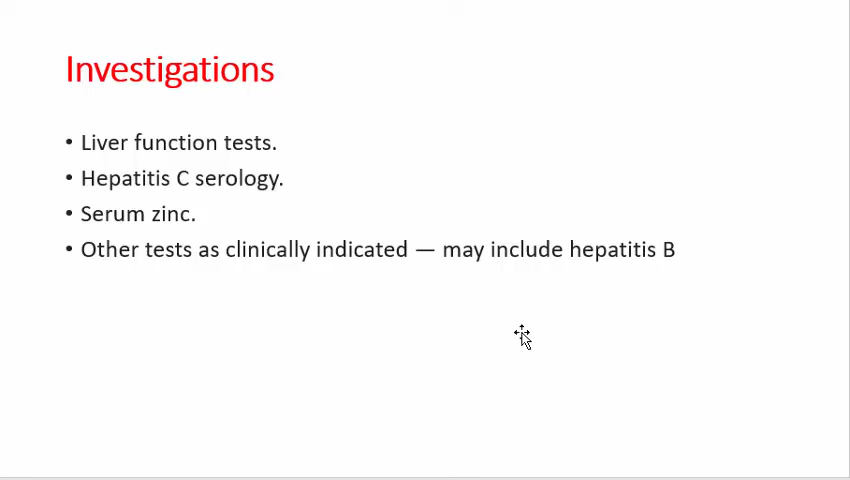 Investigations
• Liver function tests.
• Hepatitis C serology.
• Serum zinc.
• Other tests as clinically indicated — may include hepatitis B